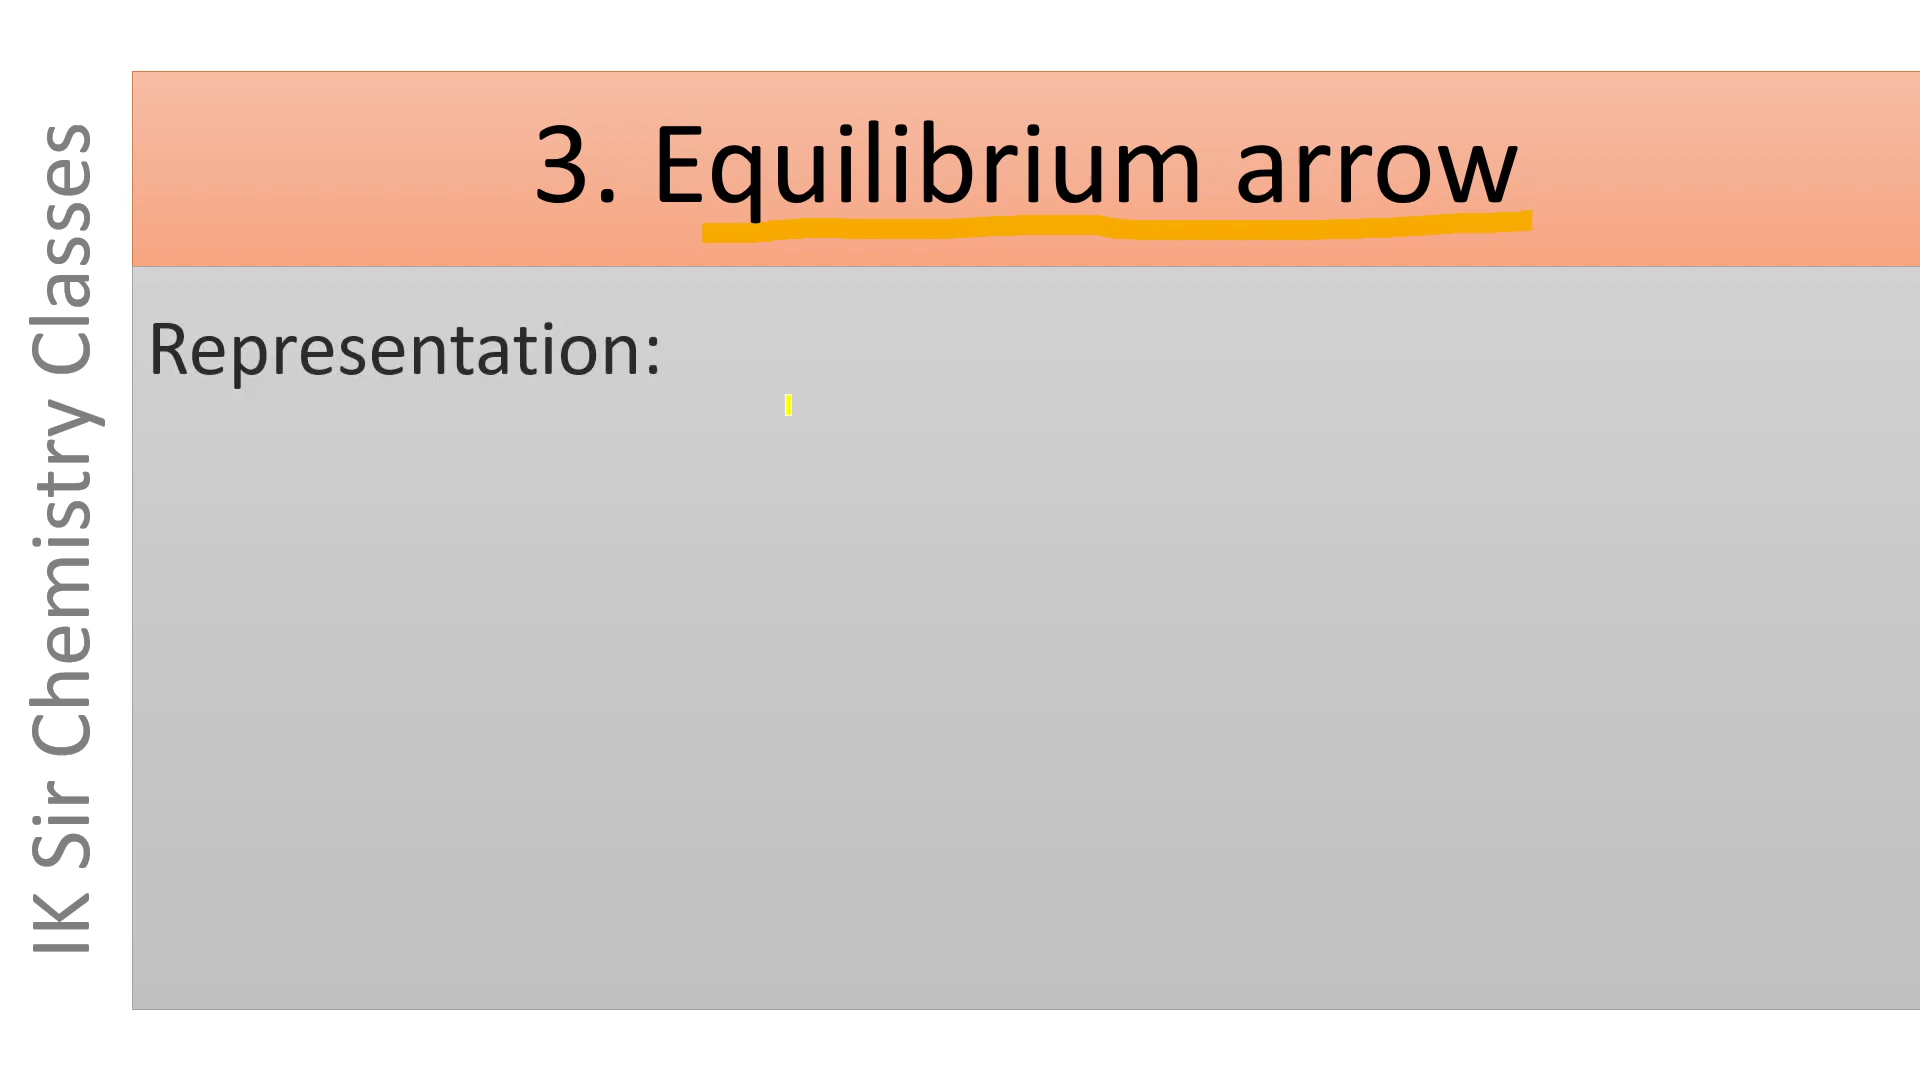 3. Equilibrium arrow
Representation:
IK Sir Chemistry Classes